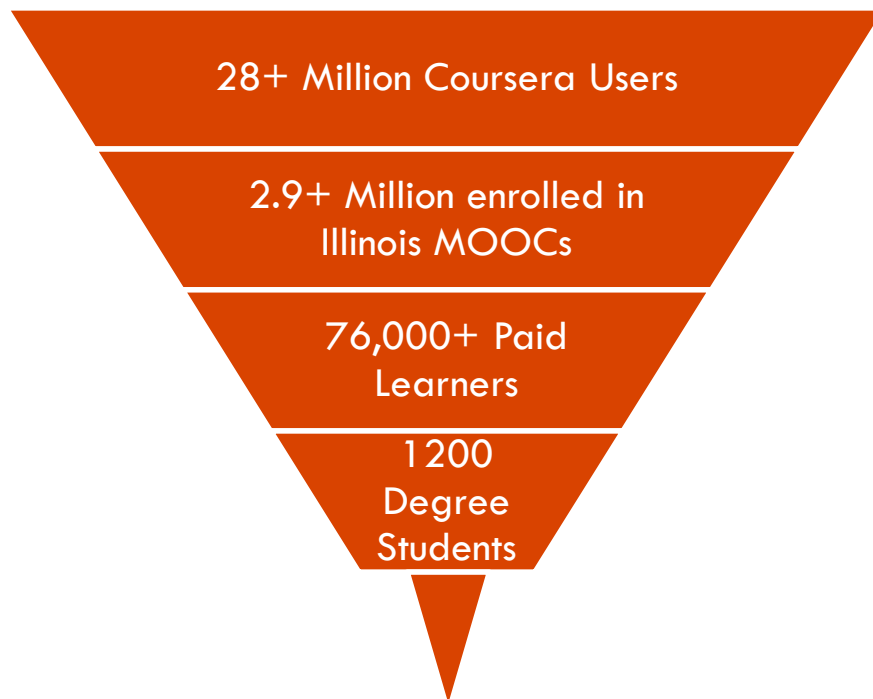 28+ Million Coursera Users
2.9+ Million enrolled in
Illinois MOOCs
76,000+ Paid
Learners
1200
Degree
Students